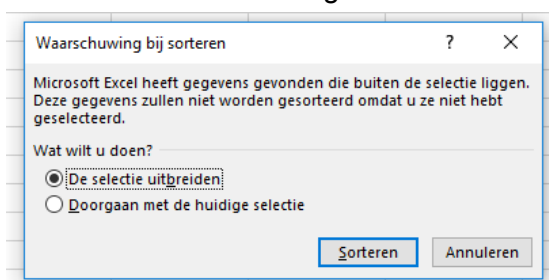 Waarschuwing bij sorteren ? ×
Microsoft Excel heeft gegevens gevonden die buiten de selectie liggen.
Deze gegevens zullen niet worden gesorteerd omdat u ze niet hebt
geselecteerd.
Wat wilt u doen?
De selectie uitbreiden
Doorgaan met de huidige selectie
Sorteren Annuleren